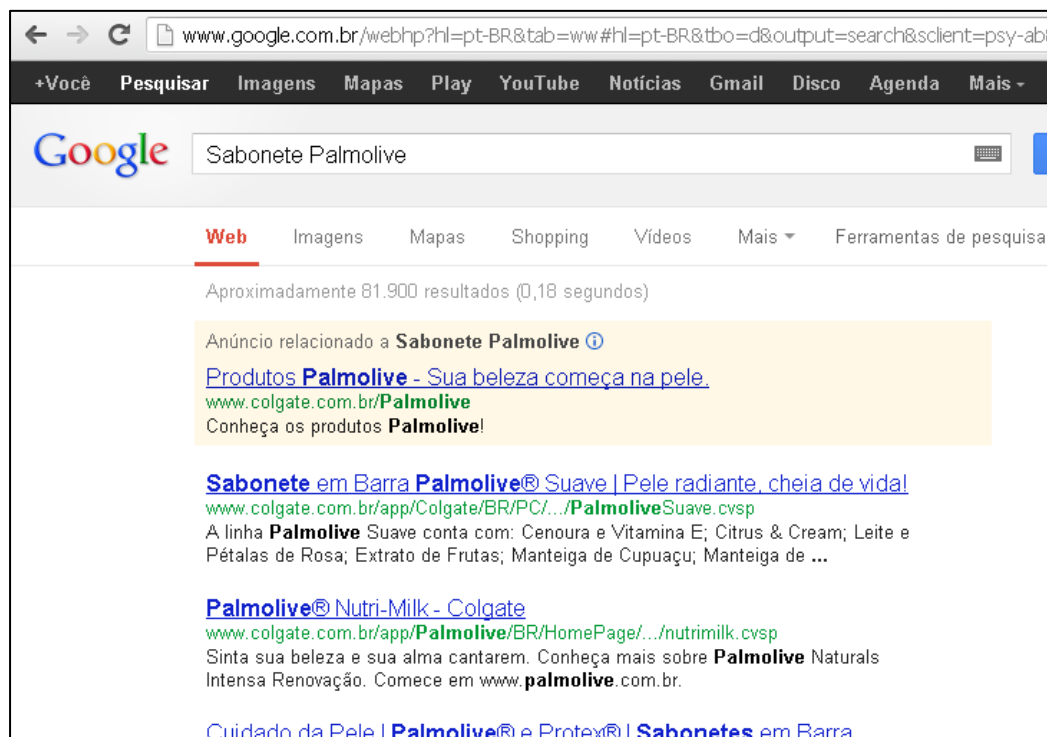 www.google.com.br/webhp?hl=pt-BR&tab=ww#hl=pt-BR&tbo=d&output=search&sclient=psy-ab&
+Você Pesquisar Imagens Mapas Play YouTube Notícias Gmail Disco Agenda Mais
Google Sabonete Palmolive
Web Imagens Mapas Shopping Vídeos Mais Ferramentas de pesquisa
Aproximadamente 81.900 resultados (0,18 segundos)
Anúncio relacionado a Sabonete Palmolive
Produtos Palmolive - Sua beleza começa na pele.
www.colgate.com.br/Palmolive
Conheça os produtos Palmolive!
Sabonete em Barra Palmolive® Suave | Pele radiante, cheia de vida!
www.colgate.com.br/app/Colgate/BR/PC/.../PalmoliveSuave.cvsp
A linha Palmolive Suave conta com: Cenoura e Vitamina E; Citrus & Cream; Leite e
Pétalas de Rosa; Extrato de Frutas; Manteiga de Cupuaçu; Manteiga de ...
Palmolive® Nutri-Milk - Colgate
www.colgate.com.br/app/Palmolive/BR/HomePage/.../nutrimilk.cvsp
Sinta sua beleza e sua alma cantarem. Conheça mais sobre Palmolive Naturals
Intensa Renovação. Comece em www.palmolive.com.br.
Cuidado da Pele | Palmolive® e Protex® | Sabonetes em Barra